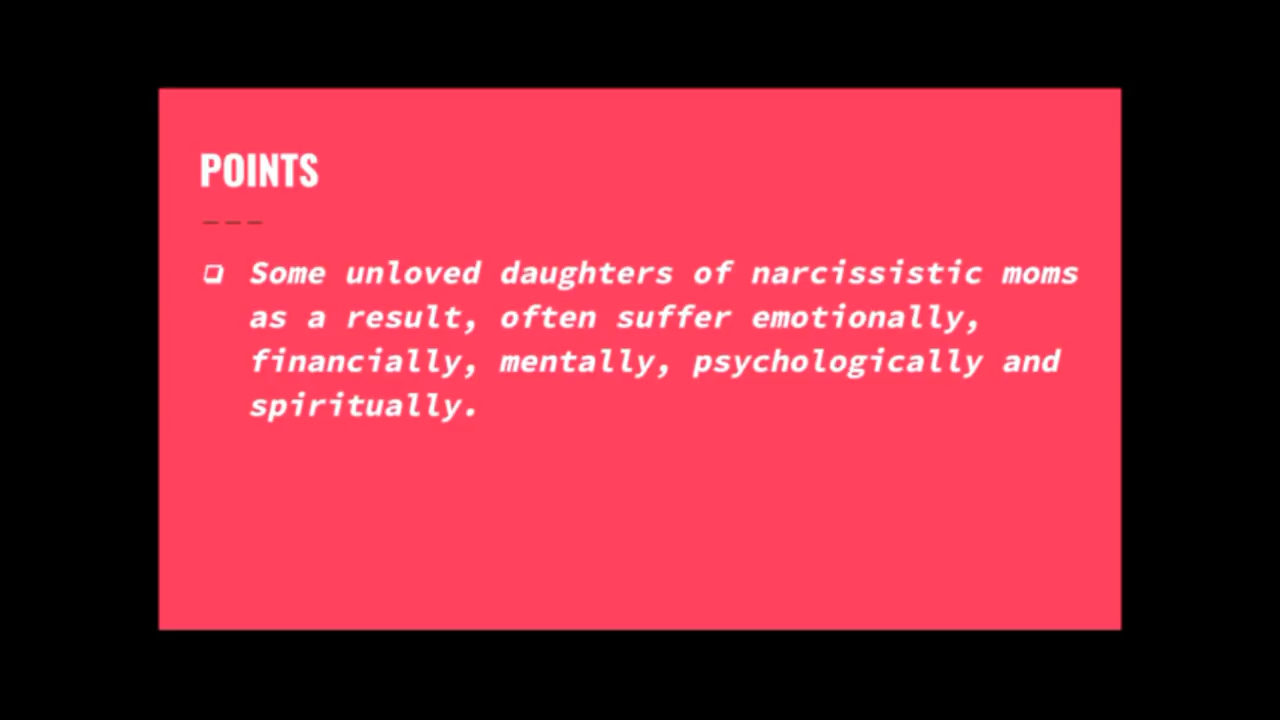 POINTS
---
❏ Some unloved daughters of narcissistic moms
as a result, often suffer emotionally,
financially, mentally, psychologically and
spiritually.